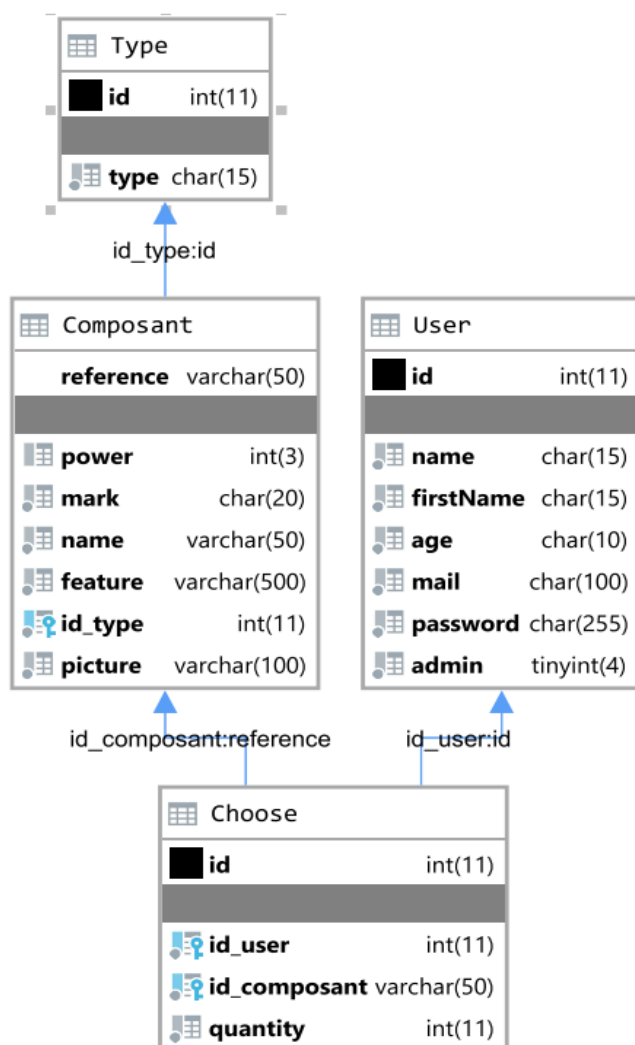 Type
id int(11)
type char(15)
id_type:id
Composant
reference varchar(50)
power int(3)
mark char(20)
name varchar(50)
feature varchar(500)
id_type int(11)
picture varchar(100)
User
id int(11)
name char(15)
firstName char(15)
age char(10)
mail char(100)
password char(255)
admin tinyint(4)
id_composant:reference
id_user:id
Choose
id int(11)
id_user int(11)
id_composant varchar(50)
quantity int(11)